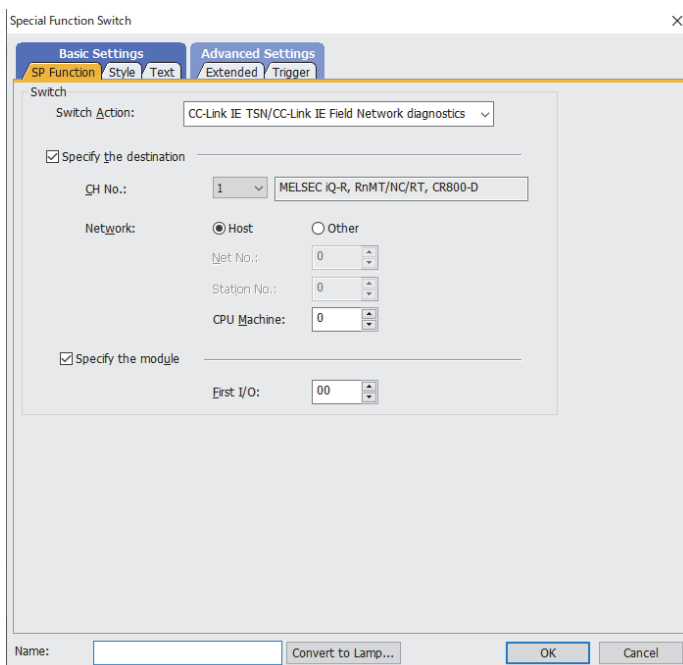 Special Function Switch
Basic Settings Advanced Settings
SP Function Style Text Extended Trigger
Switch
Switch Action: CC-Link IE TSN/CC-Link IE Field Network diagnostics
Specify the destination
CH No.: 1 MELSEC iQ-R, RnMT/NC/RT, CR800-D
Network: Host Other
Net No.: 0
Station No.: 0
CPU Machine: 0
Specify the module
First I/O: 00
Name: Convert to Lamp... OK Cancel